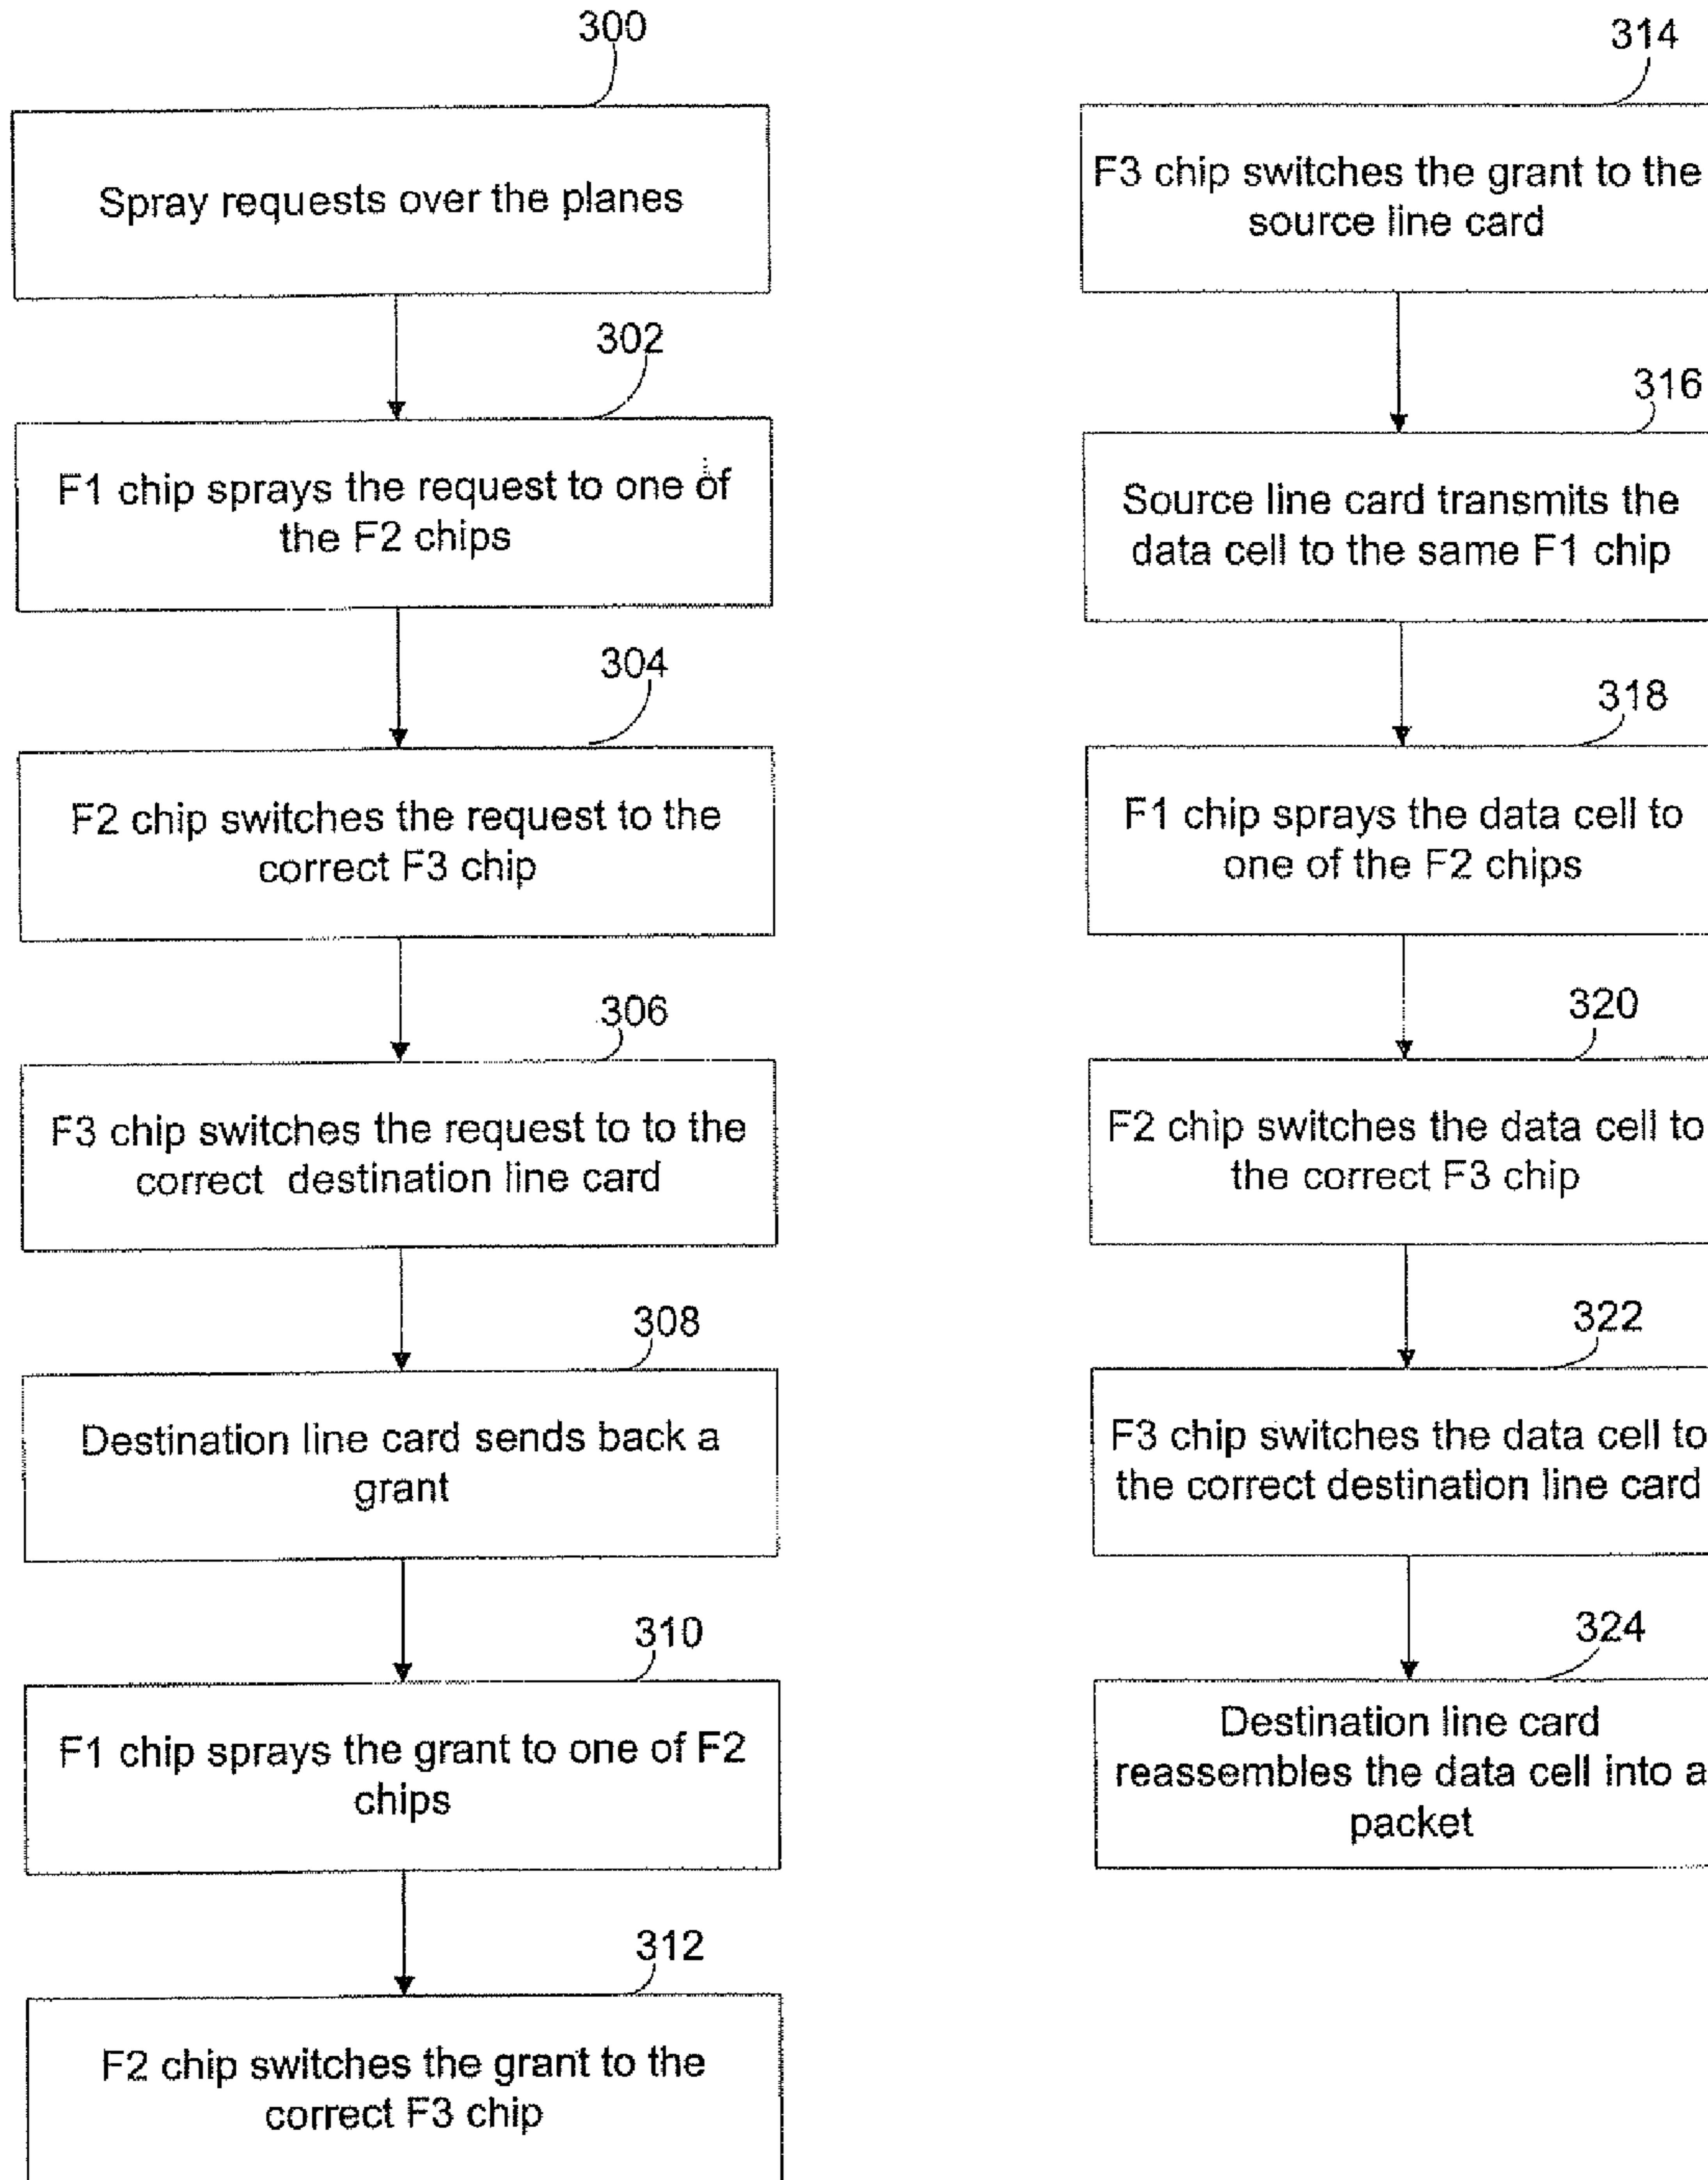 300
Spray requests over the planes
302
F1 chip sprays the request to one of
the F2 chips
304
F2 chip switches the request to the
correct F3 chip
306
F3 chip switches the request to to the
correct destination line card
308
Destination line card sends back a
grant
310
F1 chip sprays the grant to one of F2
chips
312
F2 chip switches the grant to the
correct F3 chip
314
F3 chip switches the grant to the
source line card
316
Source line card transmits the
data cell to the same F1 chip
318
F1 chip sprays the data cell to
one of the F2 chips
320
F2 chip switches the data cell to
the correct F3 chip
322
F3 chip switches the data cell to
the correct destination line card
324
Destination line card
reassembles the data cell into a
packet